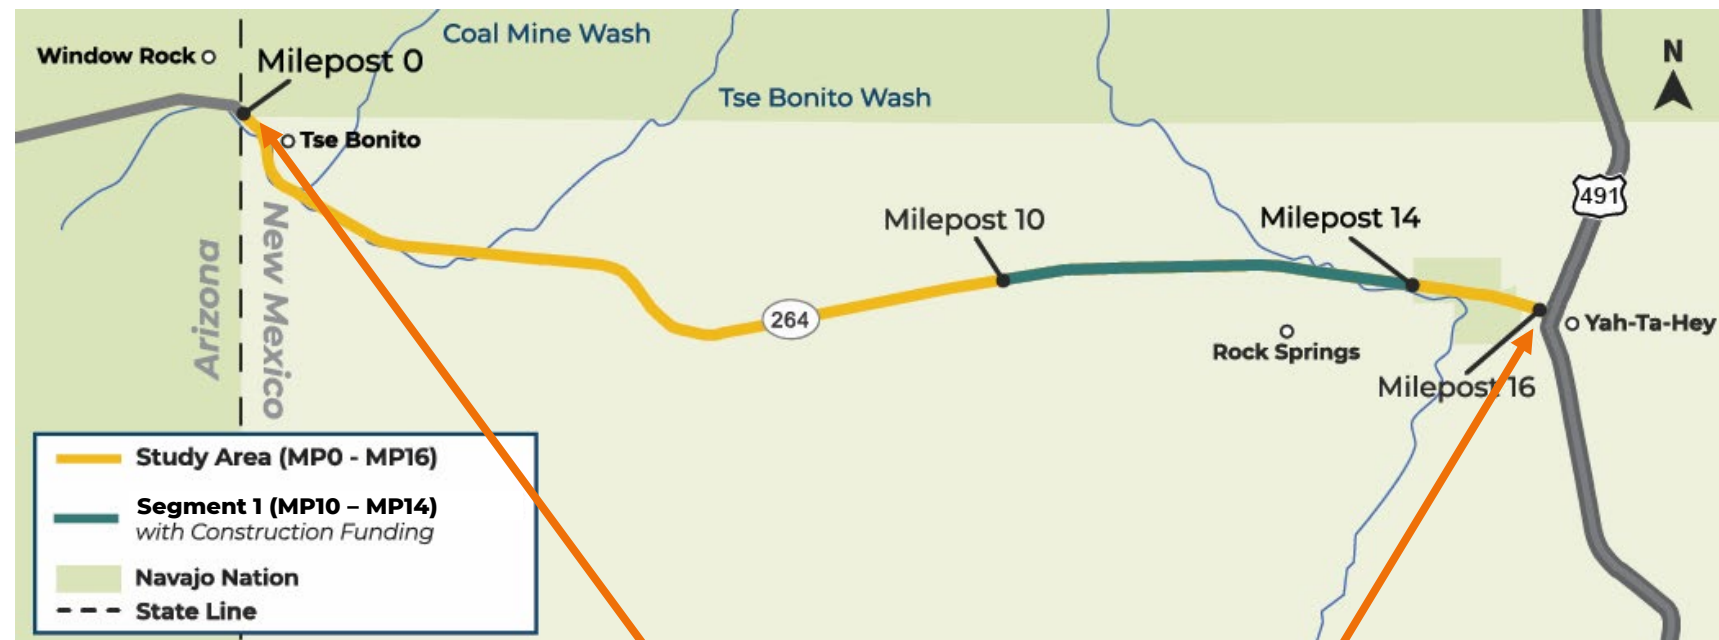 Coal Mine Wash
N
Window Rock
Milepost 0
Tse Bonito Wash
Tse Bonito
491
Milepost 10
Milepost 14
Arizona
New Mexico
264
Yah-Ta-Hey
Rock Springs
Milepost 16
Study Area (MP0 - MP16)
Segment 1 (MP10 – MP14)
with Construction Funding
Navajo Nation
State Line